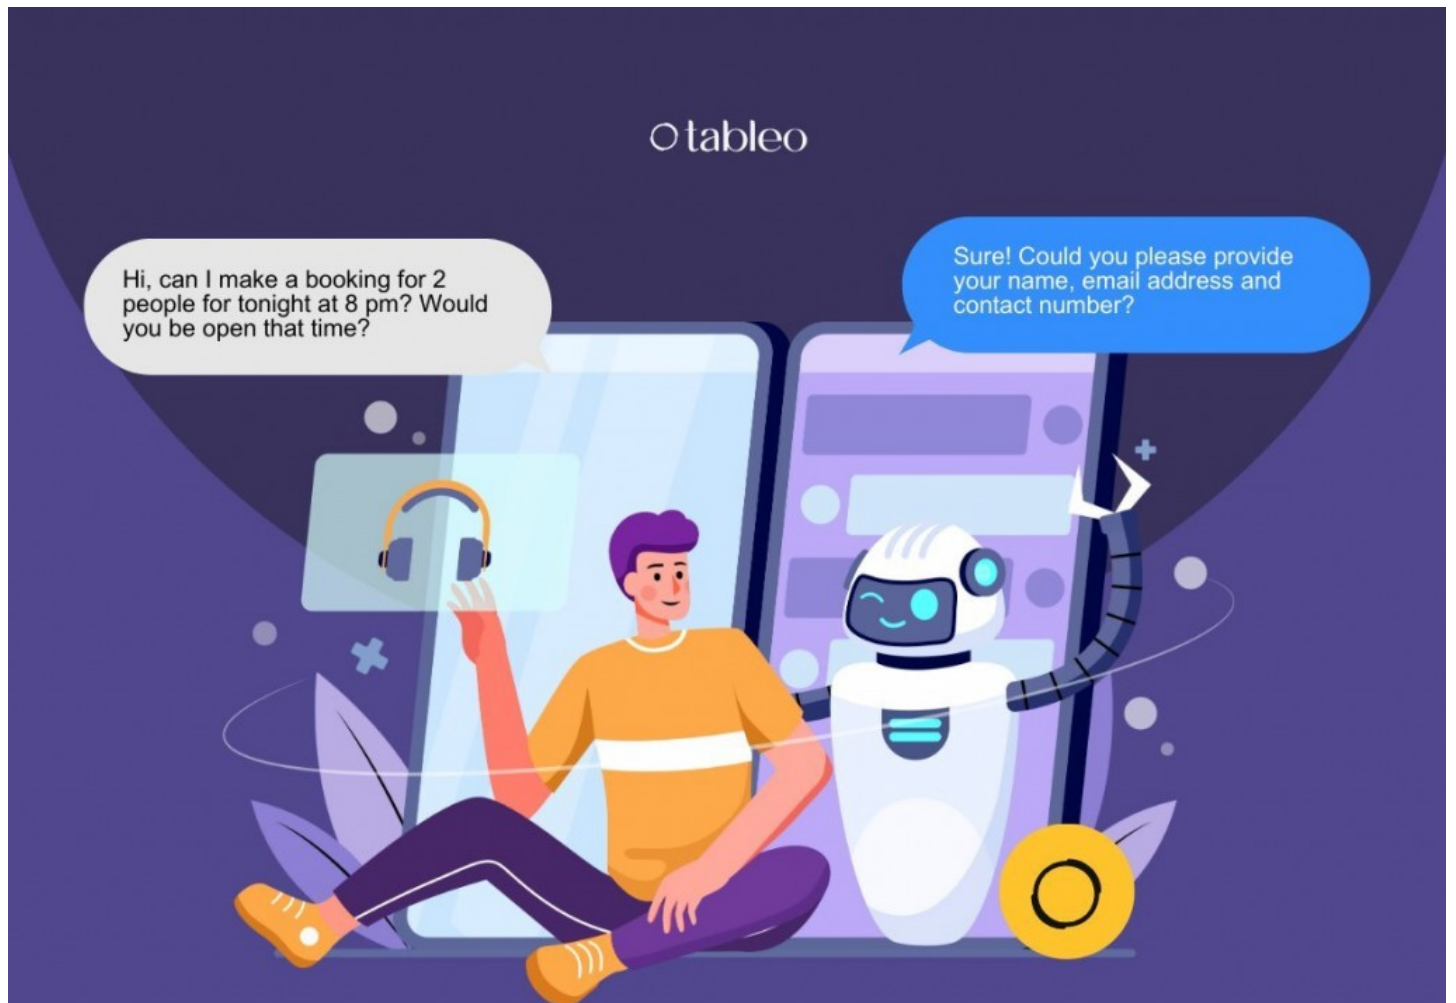 tableo
Hi, can I make a booking for 2
people for tonight at 8 pm? Would
you be open that time?
Sure! Could you please provide
your name, email address and
contact number?